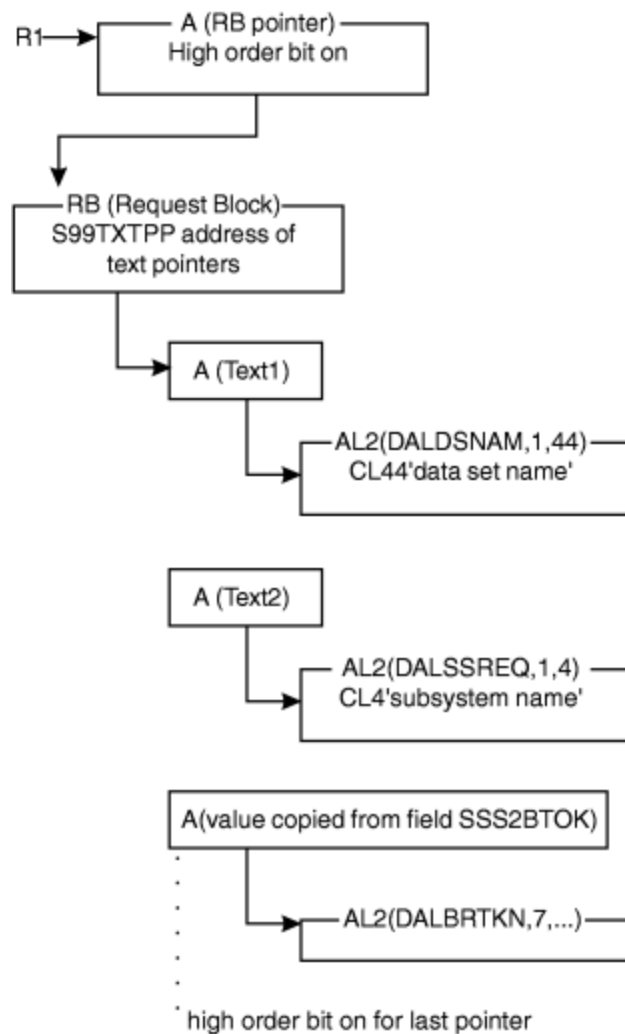 A (RB pointer)
R1
High order bit on
RB (Request Block)
S99TXTPP address of
text pointers
A (Text1)
AL2(DALDSNAM,1,44)
CL44'data set name'
A (Text2)
AL2(DALSSREQ,1,4)
CL4'subsystem name'
A(value copied from field SSS2BTOK)
AL2(DALBRTKN,7,...)
high order bit on for last pointer